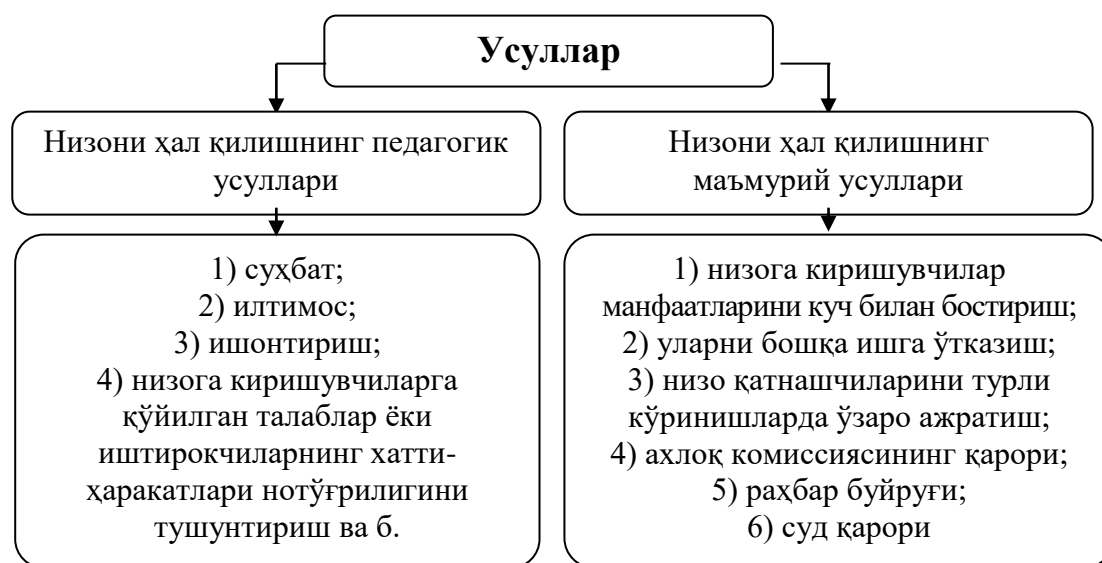 Усуллар
Низони ҳал қилишнинг педагогик
усуллари
Низони ҳал қилишнинг
маъмурий усуллари
1) суҳбат;
2) илтимос;
3) ишонтириш;
4) низога киришувчиларга
қўйилган талаблар ёки
иштирокчиларнинг хатти-
ҳаракатлари нотўғрилигини
тушунтириш ва б.
1) низога киришувчилар
манфаатларини куч билан бостириш;
2) уларни бошқа ишга ўтказиш;
3) низо қатнашчиларини турли
кўринишларда ўзаро ажратиш;
4) ахлоқ комиссиясининг қарори;
5) раҳбар буйруғи;
6) суд қарори